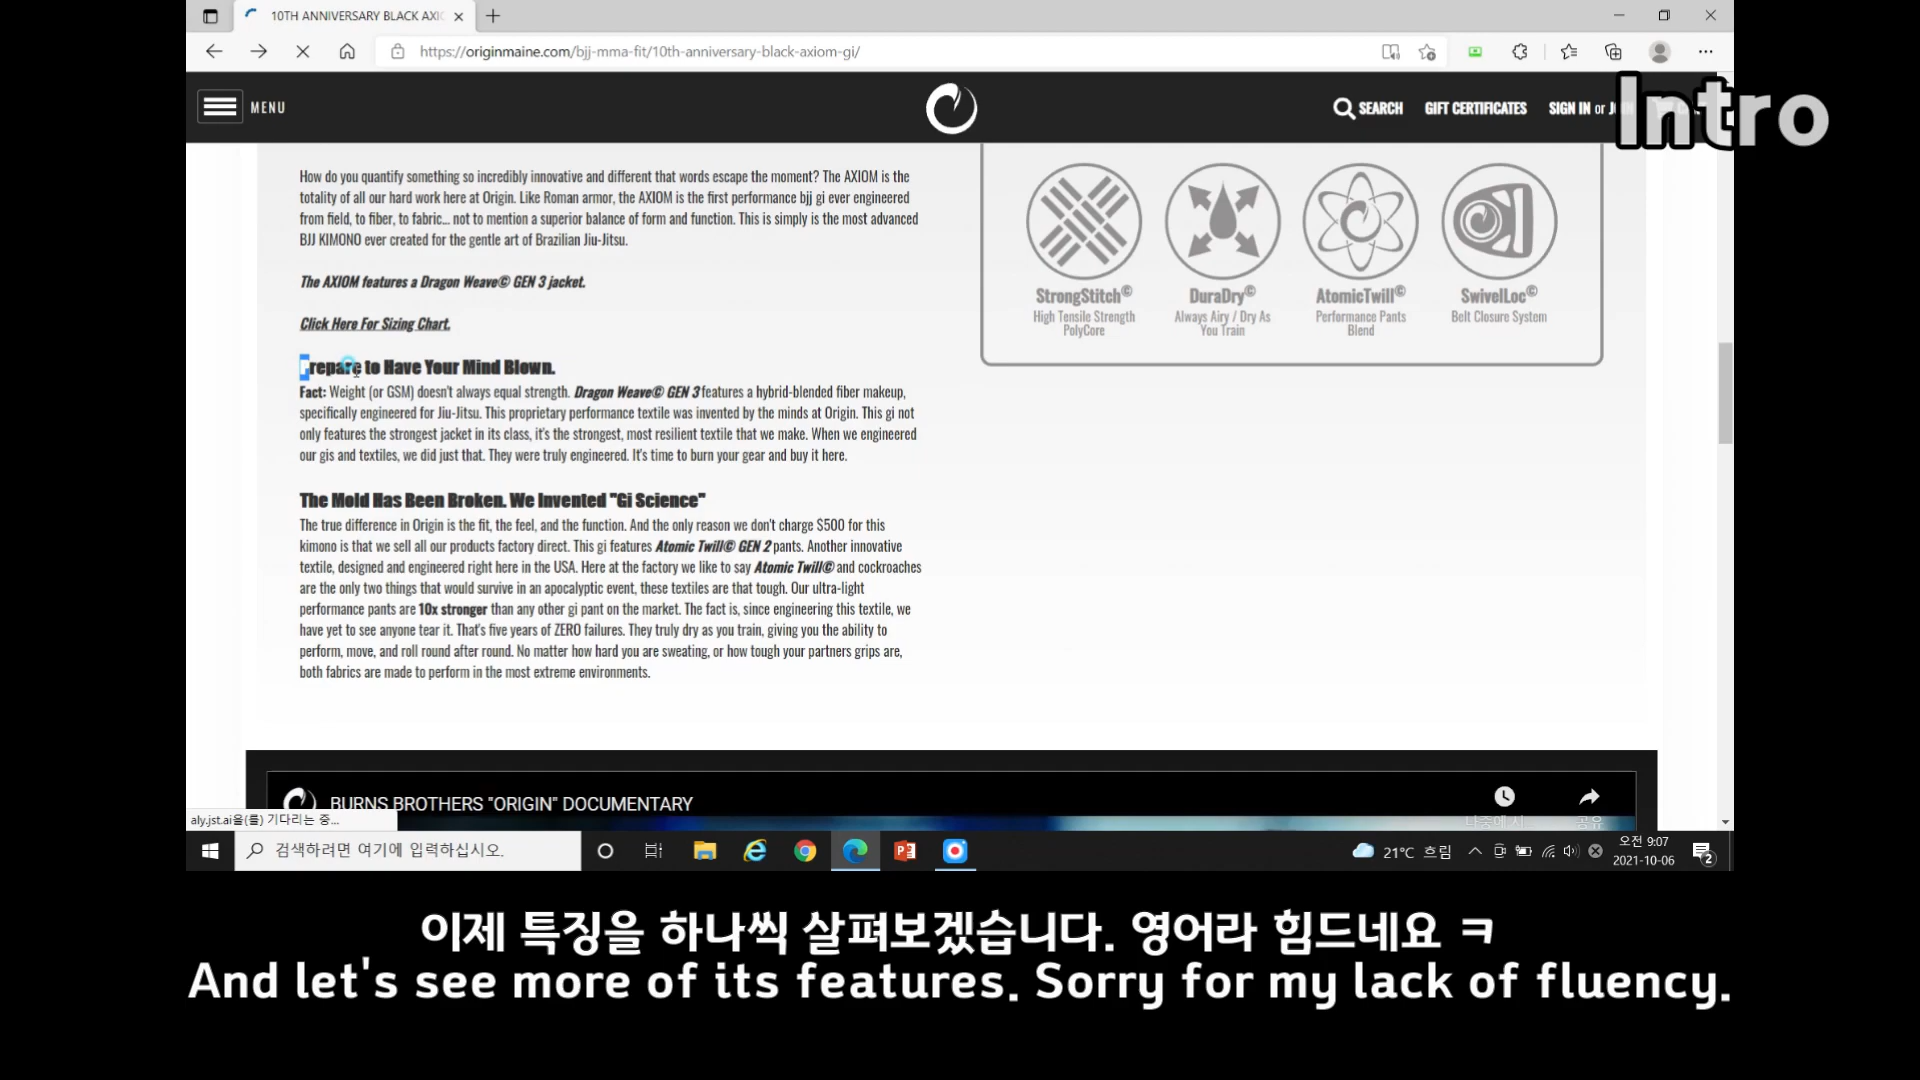 10TH ANNIVERSARY BLACK AXIO
https://originmaine.com/bjj-mma-fit/10th-anniversary-black-axiom-gi/
MENU
SEARCH
GIFT CERTIFICATES
SIGN IN or
Intro
How do you quantify something so incredibly innovative and different that words escape the moment? The AXIOM is the
totality of all our hard work here at Origin. Like Roman armor, the AXIOM is the first performance bjj gi ever engineered
from field, to fiber, to fabric... not to mention a superior balance of form and function. This is simply is the most advanced
BJJ KIMONO ever created for the gentle art of Brazilian Jiu-Jitsu.
The AXIOM features a Dragon Weave© GEN 3 jacket.
Click Here For Sizing Chart.
Prepare to Have Your Mind Blown.
Fact: Weight (or GSM) doesn't always equal strength. Dragon Weave© GEN 3 features a hybrid-blended fiber makeup,
specifically engineered for Jiu-Jitsu. This proprietary performance textile was invented by the minds at Origin. This gi not
only features the strongest jacket in its class, it's the strongest, most resilient textile that we make. When we engineered
our gis and textiles, we did just that. They were truly engineered. It's time to burn your gear and buy it here.
The Mold Has Been Broken. We Invented "Gi Science"
The true difference in Origin is the fit, the feel, and the function. And the only reason we don't charge $500 for this
kimono is that we sell all our products factory direct. This gi features Atomic Twill© GEN 2 pants. Another innovative
textile, designed and engineered right here in the USA. Here at the factory we like to say Atomic Twill© and cockroaches
are the only two things that would survive in an apocalyptic event, these textiles are that tough. Our ultra-light
performance pants are 10x stronger than any other gi pant on the market. The fact is, since engineering this textile, we
have yet to see anyone tear it. That's five years of ZERO failures. They truly dry as you train, giving you the ability to
perform, move, and roll round after round. No matter how hard you are sweating, or how tough your partners grips are,
both fabrics are made to perform in the most extreme environments.
StrongStitch©
High Tensile Strength
PolyCore
DuraDry©
Always Airy / Dry As
You Train
AtomicTwill©
Performance Pants
Blend
SwivelLoc©
Belt Closure System
BURNS BROTHERS "ORIGIN" DOCUMENTARY
나중에 시
공유
aly.jst.ai을(를) 기다리는 중...
검색하려면 여기에 입력하십시오.
21°C 흐림
오전 9:07
2021-10-06
2
이제 특징을 하나씩 살펴보겠습니다. 영어라 힘드네요 ㅋ
And let's see more of its features. Sorry for my lack of fluency.